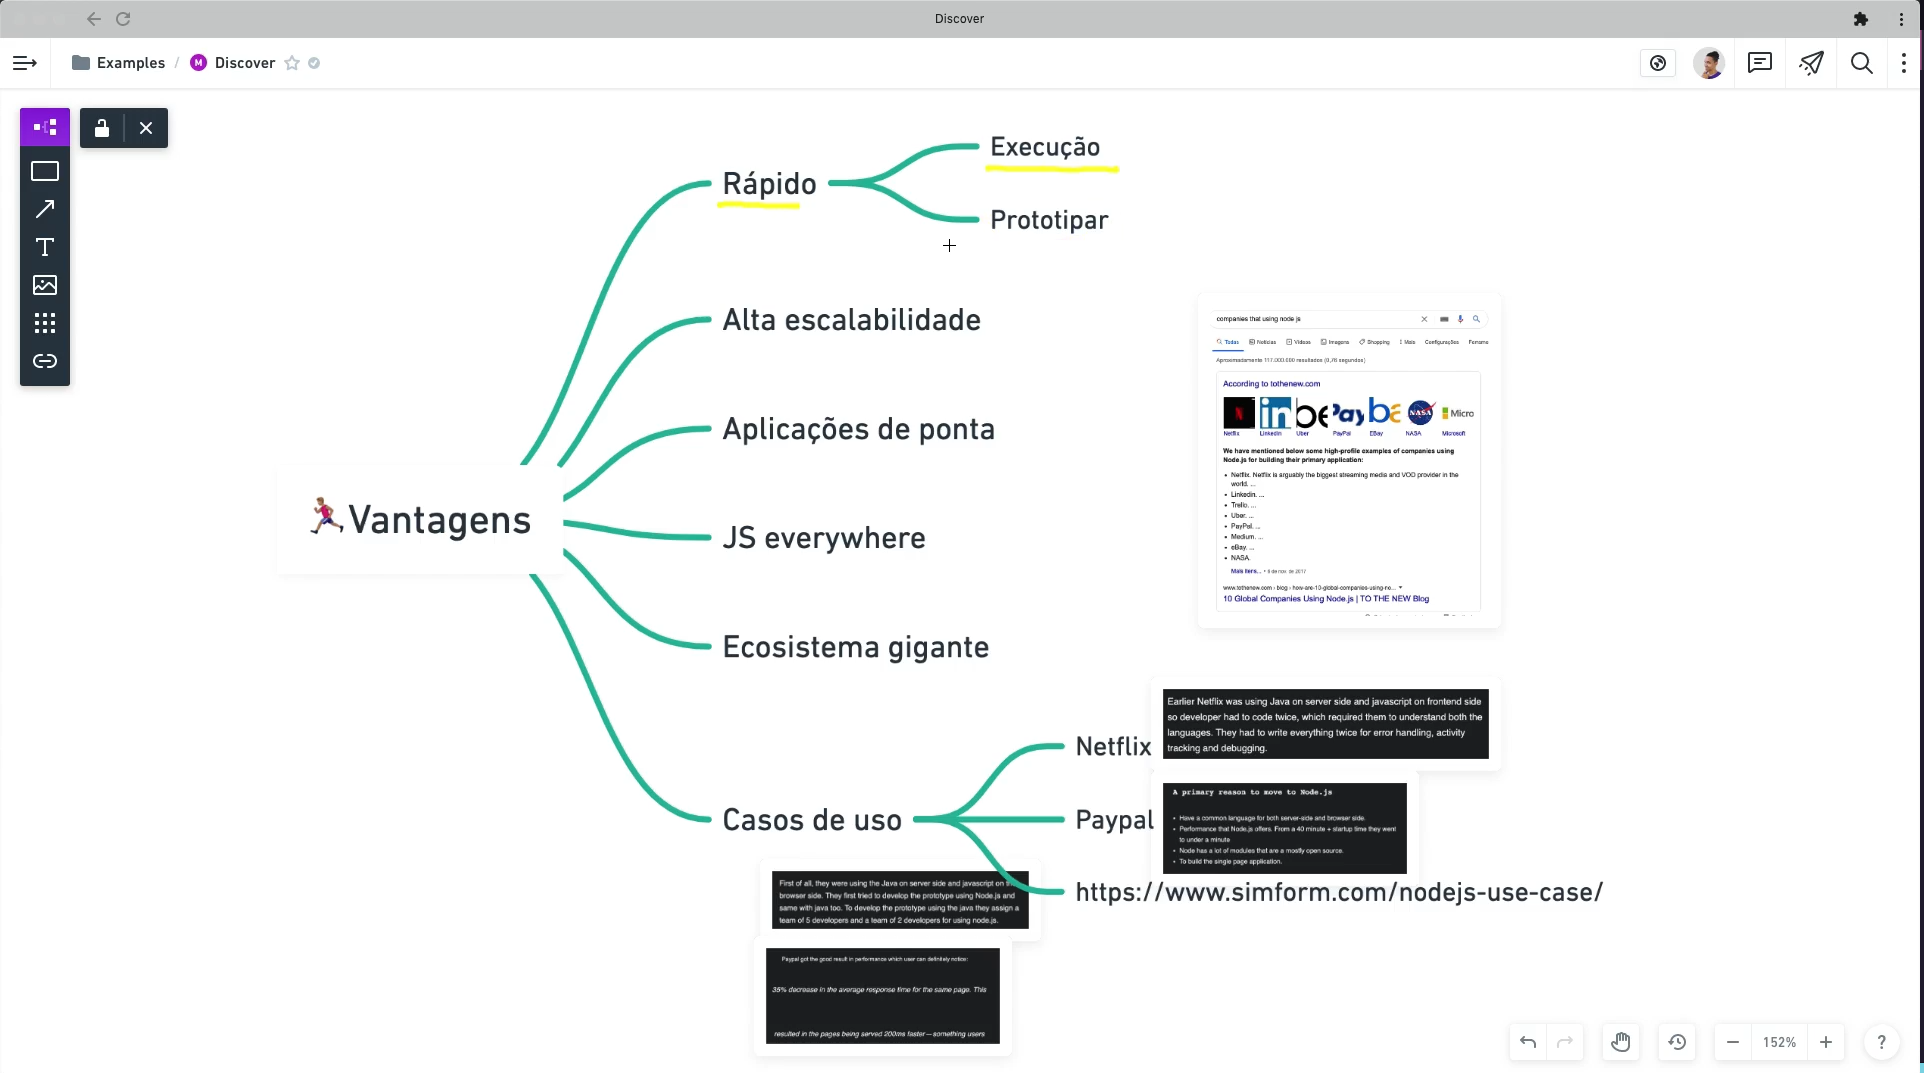 Discover
Examples / M Discover
Execução
Rápido
Prototipar
Alta escalabilidade
Aplicações de ponta
Vantagens
JS everywhere
Ecosistema gigante
Casos de uso
Netflix
Paypal
https://www.simform.com/nodejs-use-case/
companies that using node js
Todas Notícias Vídeos Imagens Shopping Mais Configurações Ferrame
Aproximadamente 117.000.000 resultados (0,76 segundos)
According to tothenew.com
in be Pay eb NASA Micro
Netflix LinkedIn Uber PayPal EBay NASA Microsoft
We have mentioned below some high-profile examples of companies using
Node.js for building their primary application:
Netflix. Netflix is arguably the biggest streaming media and VOD provider in the
world. ...
LinkedIn. ...
Trello. ...
Uber. ...
PayPal. ...
Medium. ...
eBay. ...
NASA.
Mais itens... • 6 de nov. de 2017
www.tothenew.com › blog › how-are-10-global-companies-using-no...
10 Global Companies Using Node.js | TO THE NEW Blog
Earlier Netflix was using Java on server side and javascript on frontend side
so developer had to code twice, which required them to understand both the
languages. They had to write everything twice for error handling, activity
tracking and debugging.
A primary reason to move to Node.js
Have a common language for both server-side and browser side.
Performance that Node.js offers. From a 40 minute + startup time they went
to under a minute
Node has a lot of modules that are a mostly open source.
To build the single page application.
First of all, they were using the Java on server side and javascript on
browser side. They first tried to develop the prototype using Node.js and
same with java too. To develop the prototype using the java they assign a
team of 5 developers and a team of 2 developers for using node.js.
Paypal got the good result in performance which user can definitely notice:
35% decrease in the average response time for the same page. This
resulted in the pages being served 200ms faster—something users
152%
?